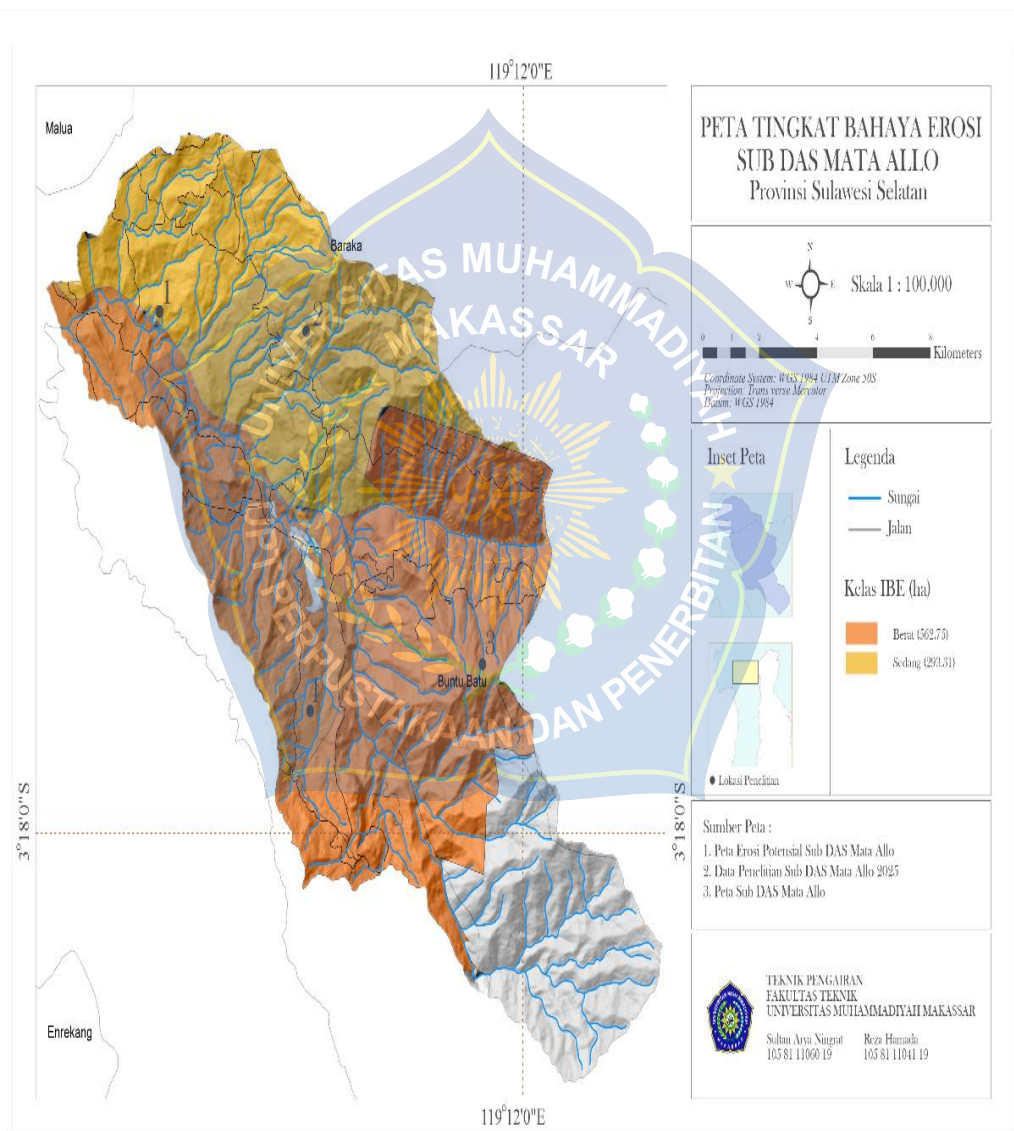 119°12'0"E
Malua
Baraka
1
2
3
1
Buntu Batu
Enrekang
3°18'0"S
3°18'0"S
119°12'0"E
UNIVERSITAS MUHAMMADIYAH
MAKASSAR
UPT PERPUSTAKAAN DAN PENERBITAN
PETA TINGKAT BAHAYA EROSI
SUB DAS MATA ALLO
Provinsi Sulawesi Selatan
N
W E
S
Skala 1 : 100.000
0 1 2 4 6 8
Kilometers
Coordinate System: WGS 1984 UTM Zone 50S
Projection: Trans verse Mercator
Datum: WGS 1984
Inset Peta
Lokasi Penelitian
Legenda
Sungai
Jalan
Kelas IBE (ha)
Berat (562.75)
Sedang (293.31)
Sumber Peta :
1. Peta Erosi Potensial Sub DAS Mata Allo
2. Data Penelitian Sub DAS Mata Allo 2025
3. Peta Sub DAS Mata Allo
TEKNIK PENGAIRAN
FAKULTAS TEKNIK
UNIVERSITAS MUHAMMADIYAH MAKASSAR
Sultan Arya Ningrat Reza Hamada
105 81 11060 19 105 81 11041 19